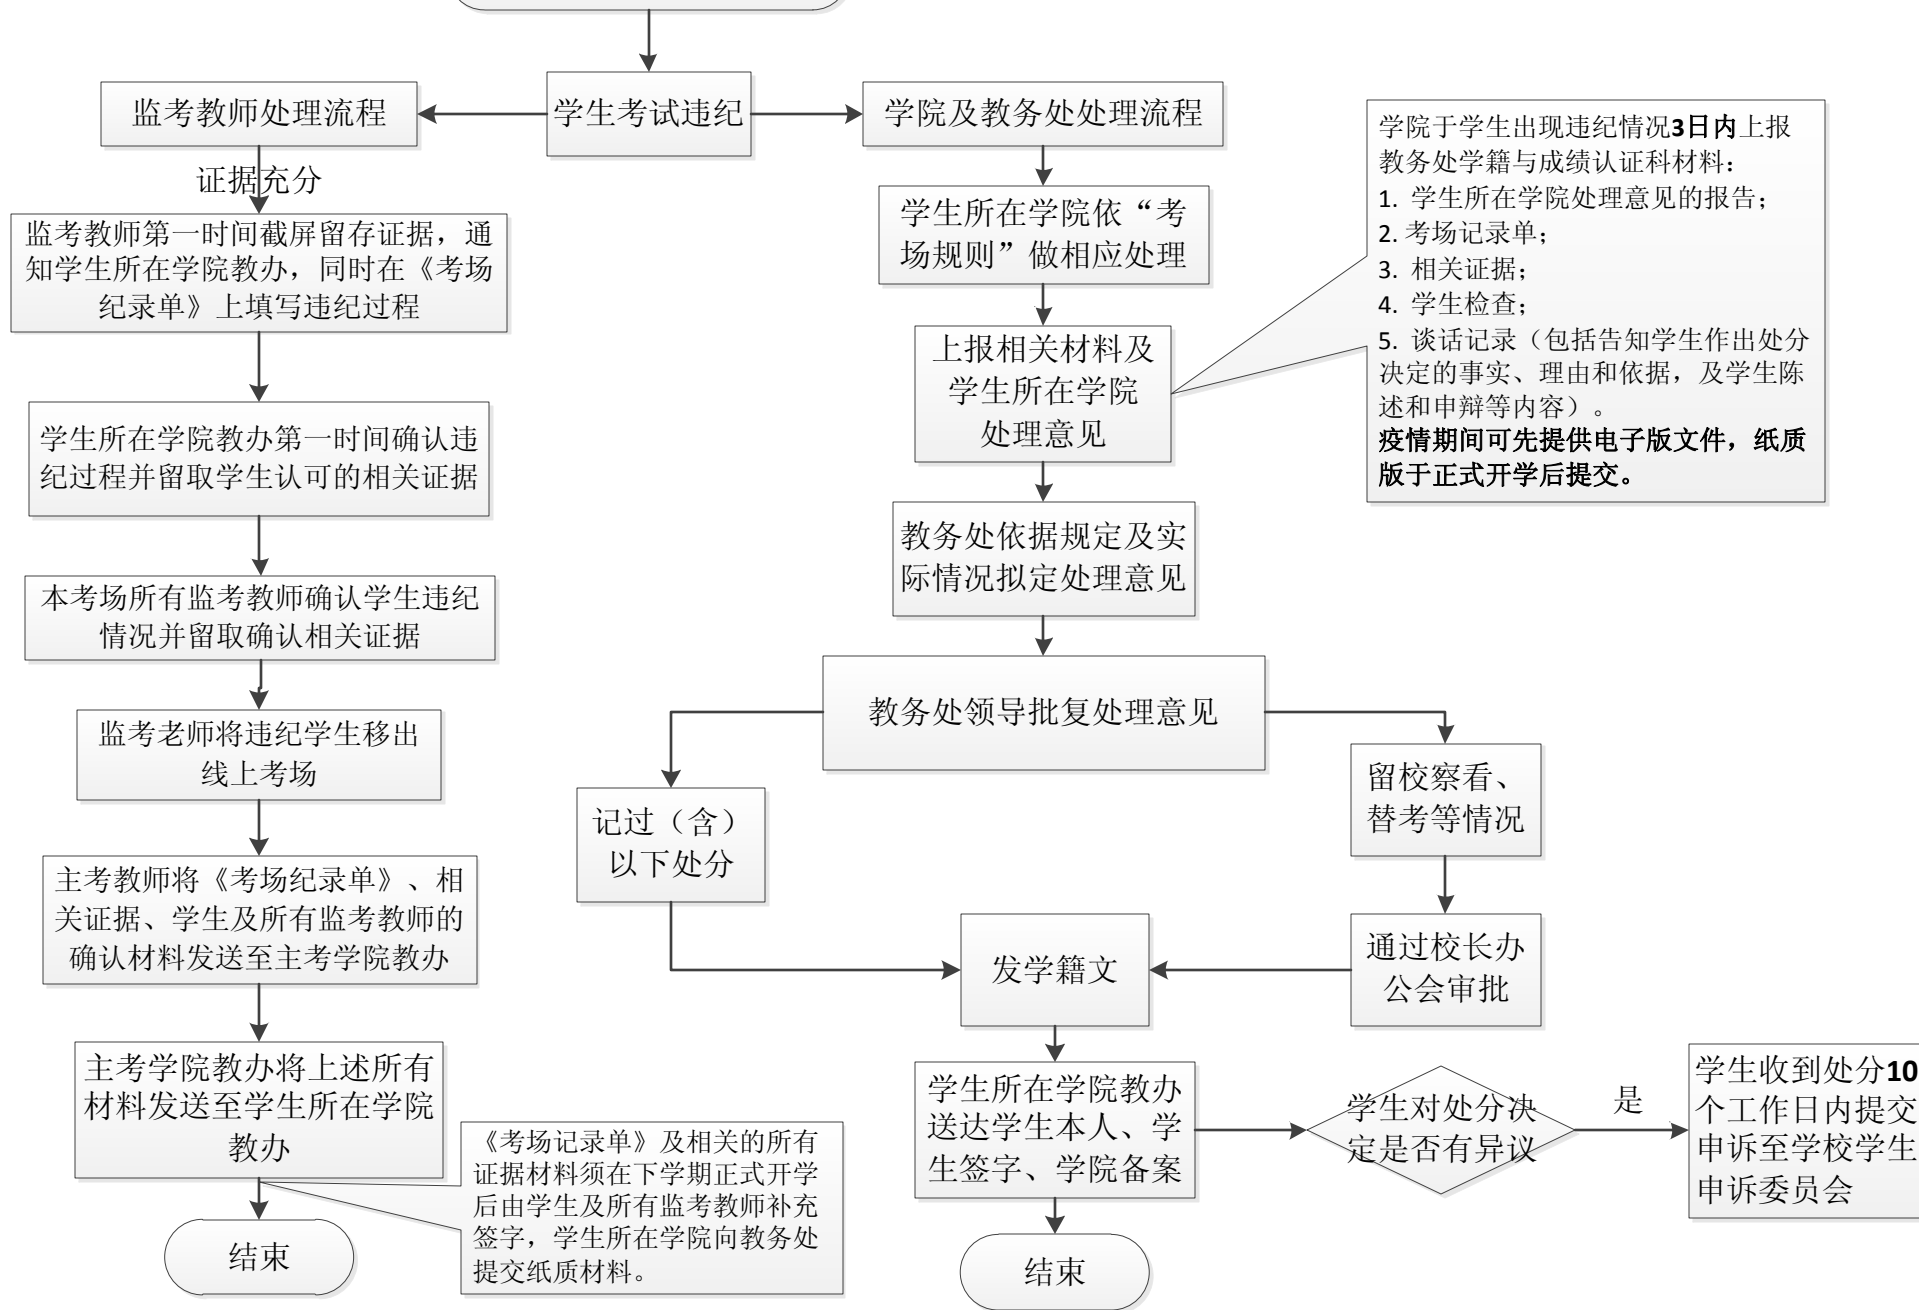 学生考试违纪
监考教师处理流程
证据充分
监考教师第一时间截屏留存证据，通
知学生所在学院教办，同时在《考场
纪录单》上填写违纪过程
学生所在学院教办第一时间确认违
纪过程并留取学生认可的相关证据
本考场所有监考教师确认学生违纪
情况并留取确认相关证据
监考老师将违纪学生移出
线上考场
主考教师将《考场纪录单》、相
关证据、学生及所有监考教师的
确认材料发送至主考学院教办
主考学院教办将上述所有
材料发送至学生所在学院
教办
《考场记录单》及相关的所有
证据材料须在下学期正式开学
后由学生及所有监考教师补充
签字，学生所在学院向教务处
提交纸质材料。
结束
学院及教务处处理流程
学生所在学院依“考
场规则”做相应处理
上报相关材料及
学生所在学院
处理意见
学院于学生出现违纪情况3日内上报
教务处学籍与成绩认证科材料：
1. 学生所在学院处理意见的报告；
2. 考场记录单；
3. 相关证据；
4. 学生检查；
5. 谈话记录（包括告知学生作出处分
决定的事实、理由和依据，及学生陈
述和申辩等内容）。
疫情期间可先提供电子版文件，纸质
版于正式开学后提交。
教务处依据规定及实
际情况拟定处理意见
教务处领导批复处理意见
记过（含）
以下处分
留校察看、
替考等情况
通过校长办
公会审批
发学籍文
学生所在学院教办
送达学生本人、学
生签字、学院备案
学生对处分决
定是否有异议
是
学生收到处分10
个工作日内提交
申诉至学校学生
申诉委员会
结束